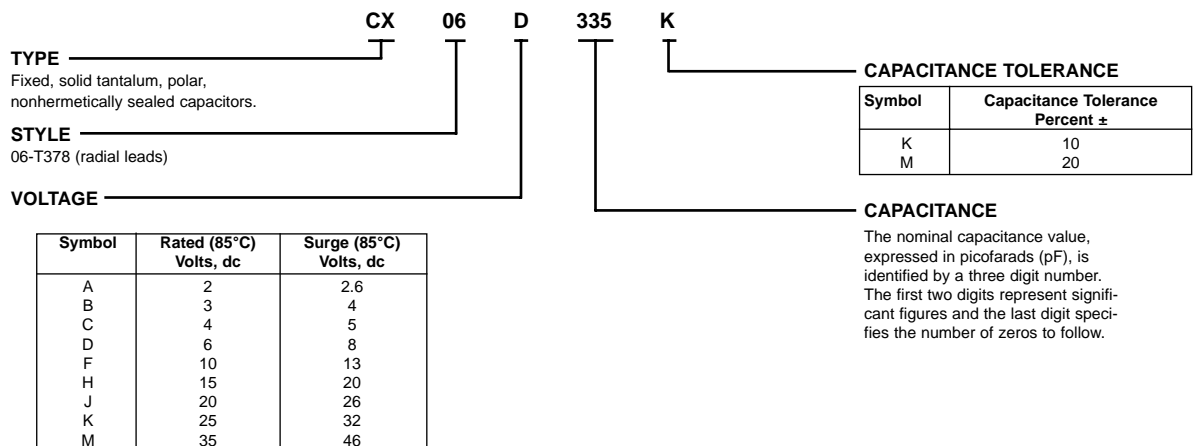 CX 06 D 335 K
TYPE
Fixed, solid tantalum, polar,
nonhermetically sealed capacitors.
STYLE
06-T378 (radial leads)
VOLTAGE
Symbol Rated (85°C) Surge (85°C)
Volts, dc Volts, dc
A 2 2.6
B 3 4
C 4 5
D 6 8
F 10 13
H 15 20
J 20 26
K 25 32
M 35 46
CAPACITANCE TOLERANCE
Symbol Capacitance Tolerance
Percent ±
K 10
M 20
CAPACITANCE
The nominal capacitance value,
expressed in picofarads (pF), is
identified by a three digit number.
The first two digits represent signifi-
cant figures and the last digit speci-
fies the number of zeros to follow.